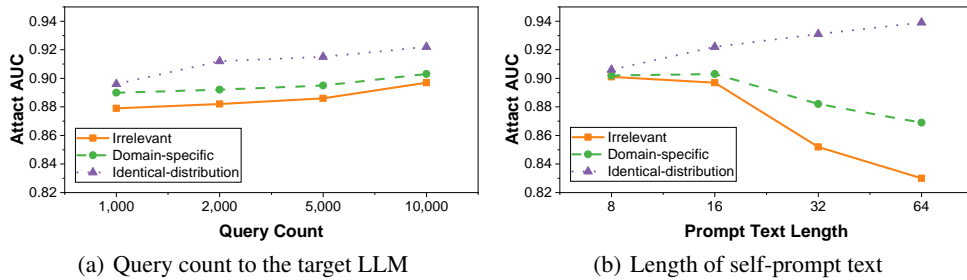 0.94
0.92
0.90
0.88
0.86
0.84
0.82
Attact AUC
Irrelevant
Domain-specific
Identical-distribution
1,000 2,000 5,000 10,000
Query Count
(a) Query count to the target LLM
0.94
0.92
0.90
0.88
0.86
0.84
0.82
Attact AUC
Irrelevant
Domain-specific
Identical-distribution
8 16 32 64
Prompt Text Length
(b) Length of self-prompt text